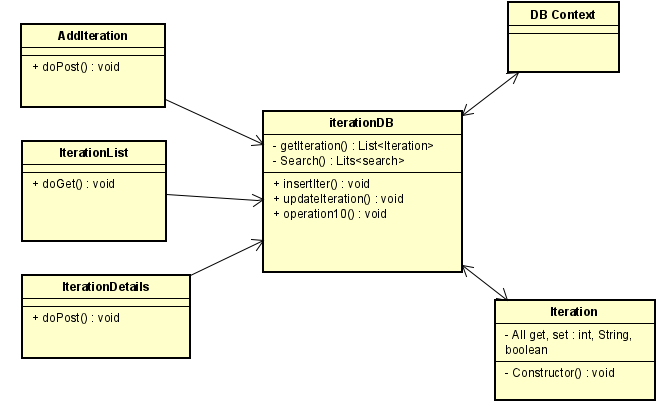 AddIteration
+ doPost() : void
IterationList
+ doGet() : void
IterationDetails
+ doPost() : void
iterationDB
- getIteration() : List<Iteration>
- Search() : Lits<search>
+ insertIter() : void
+ updateIteration() : void
+ operation10() : void
DB Context
Iteration
- All get, set : int, String,
boolean
- Constructor() : void